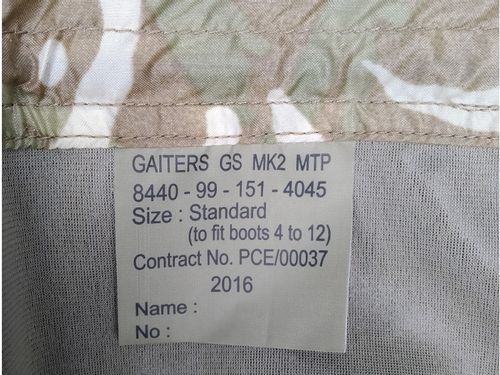 GAITERS GS MK2 MTP
8440 - 99 - 151 - 4045
Size : Standard
(to fit boots 4 to 12)
Contract No. PCE/00037
2016
Name :
No :